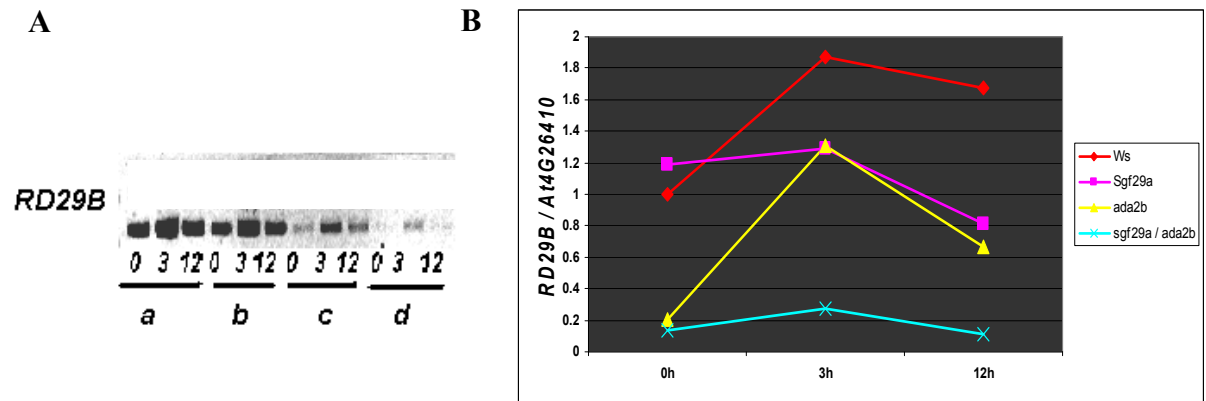 A
RD29B
0 3 12 0 3 12 0 3 12 0 3 12
a b c d
B
RD29B / At4G26410
2
1.8
1.6
1.4
1.2
1
0.8
0.6
0.4
0.2
0
0h 3h 12h
Ws
Sgf29a
ada2b
sgf29a / ada2b